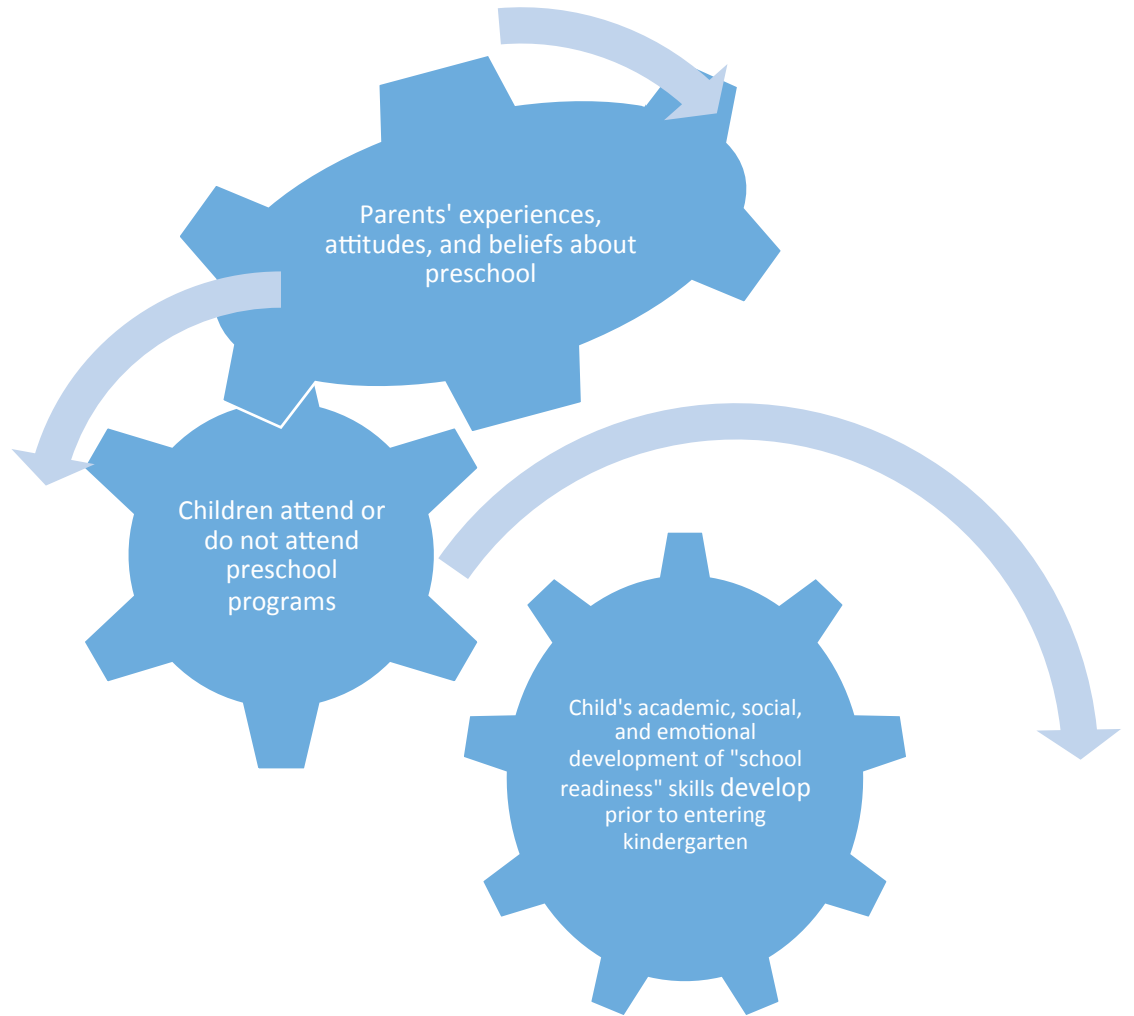 Parents' experiences,
attitudes, and beliefs about
preschool
Children attend or
do not attend
preschool
programs
Child's academic, social,
and emotional
development of "school
readiness" skills develop
prior to entering
kindergarten